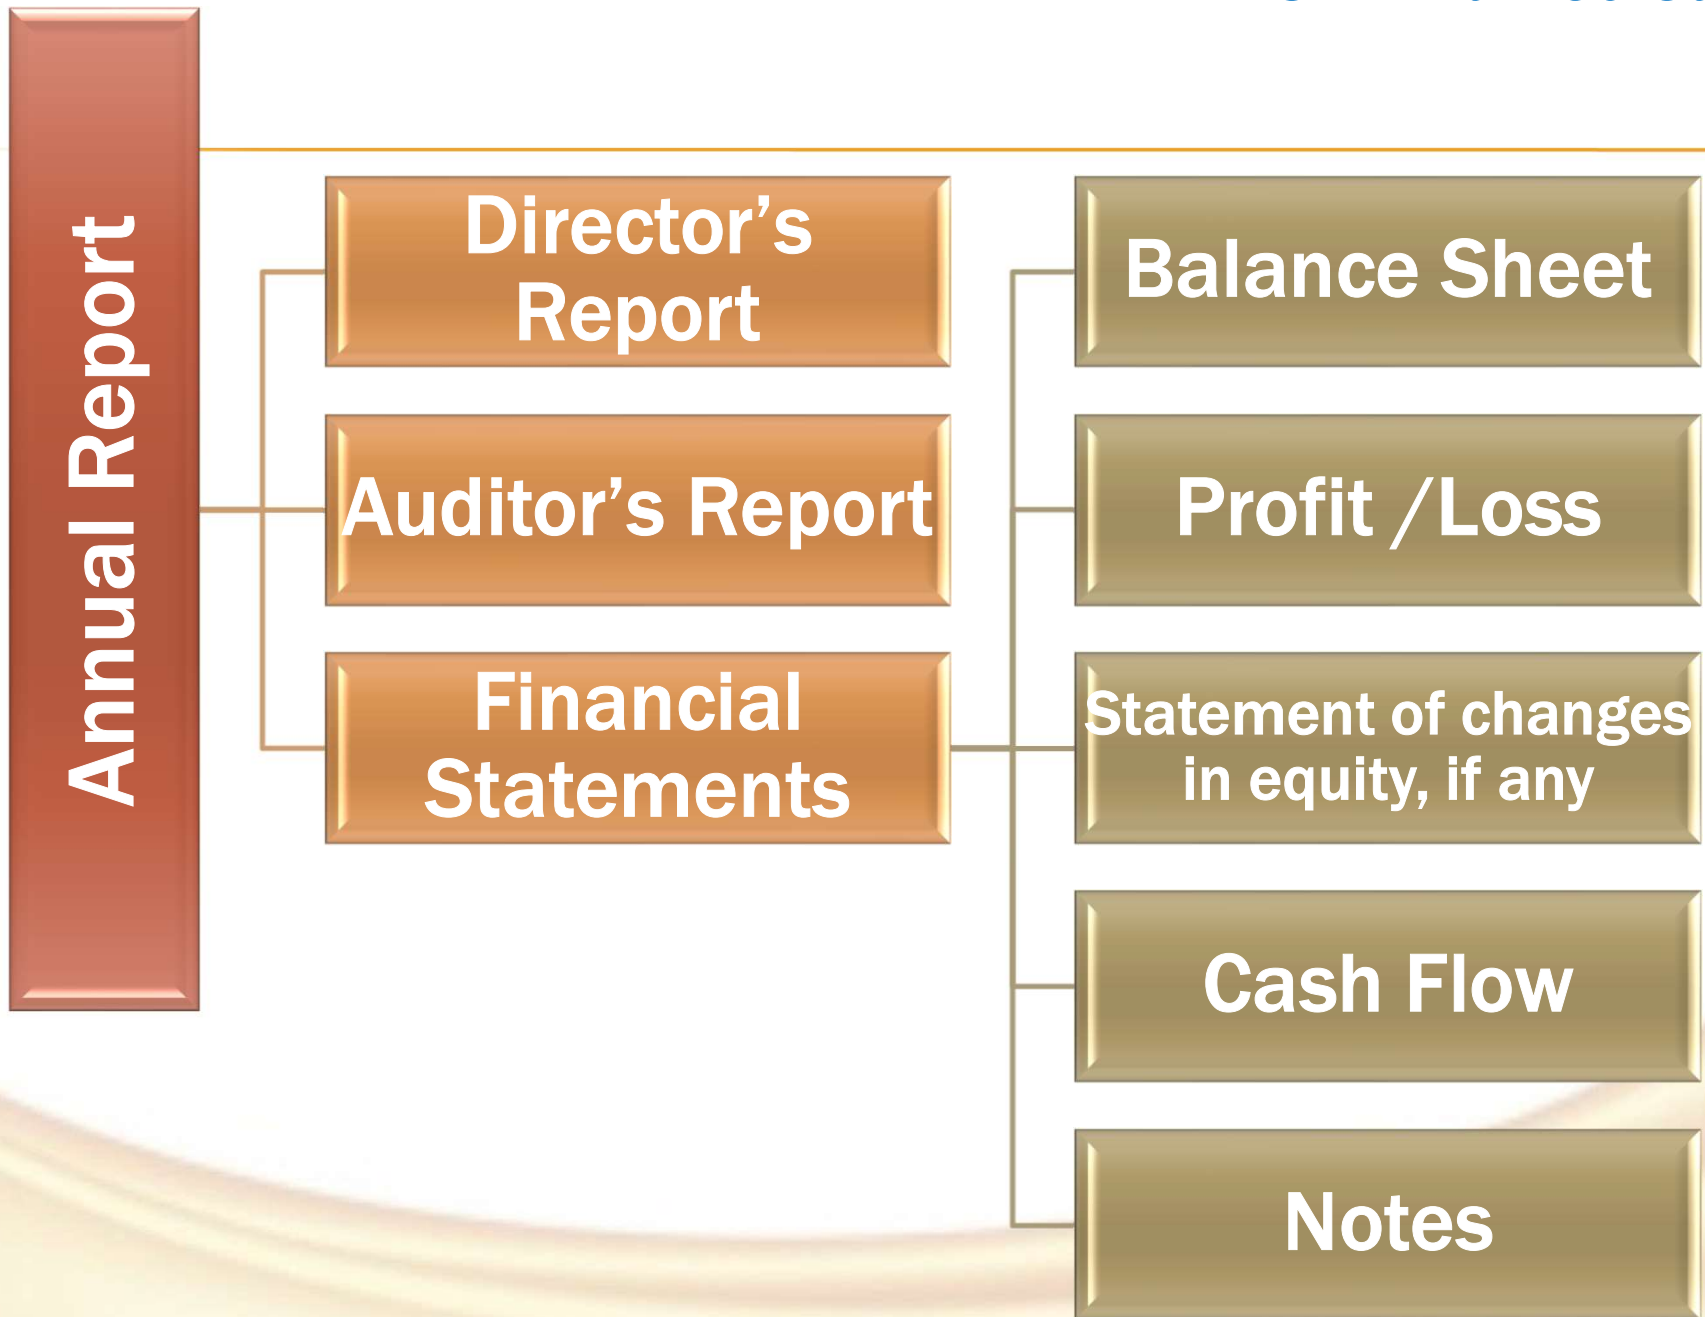 Annual Report
Director’s
Report
Auditor’s Report
Financial
Statements
Balance Sheet
Profit /Loss
Statement of changes
in equity, if any
Cash Flow
Notes